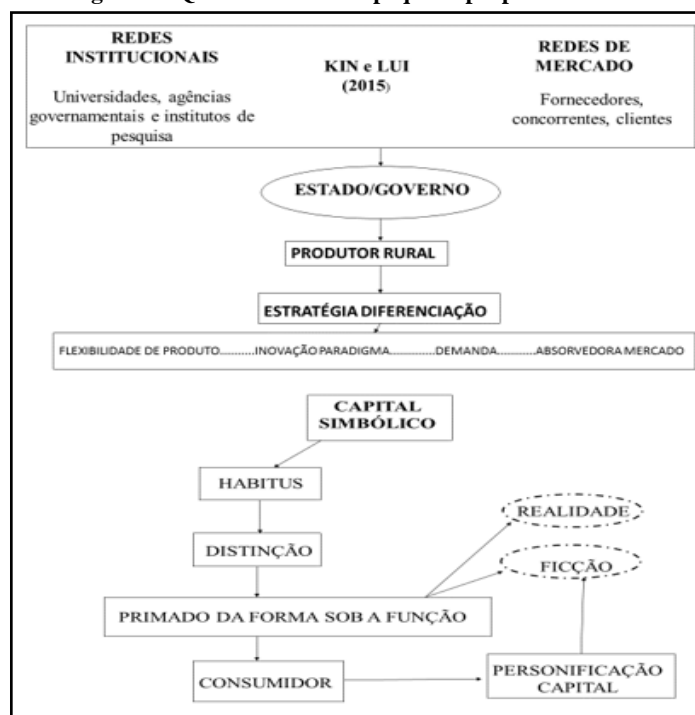 REDES
INSTITUCIONAIS
Universidades, agências
governamentais e institutos de
pesquisa
KIN e LUI
(2015)
REDES DE
MERCADO
Fornecedores,
concorrentes, clientes
ESTADO/GOVERNO
PRODUTOR RURAL
ESTRATÉGIA DIFERENCIAÇÃO
FLEXIBILIDADE DE PRODUTO..........INOVAÇÃO PARADIGMA.............DEMANDA..............ABSORVEDORA MERCADO
CAPITAL
SIMBÓLICO
HABITUS
REALIDADE
DISTINÇÃO
FICÇÃO
PRIMADO DA FORMA SOB A FUNÇÃO
CONSUMIDOR
PERSONIFICAÇÃO
CAPITAL